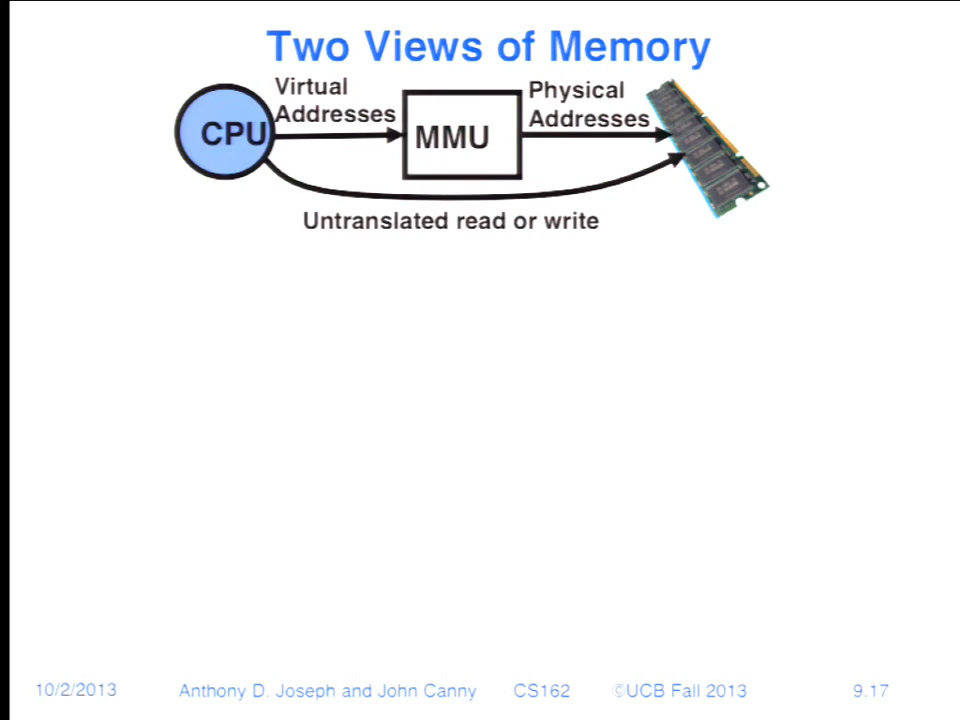 Two Views of Memory
Virtual
Addresses
Physical
Addresses
CPU
MMU
Untranslated read or write
10/2/2013 Anthony D. Joseph and John Canny CS162 ©UCB Fall 2013 9.17